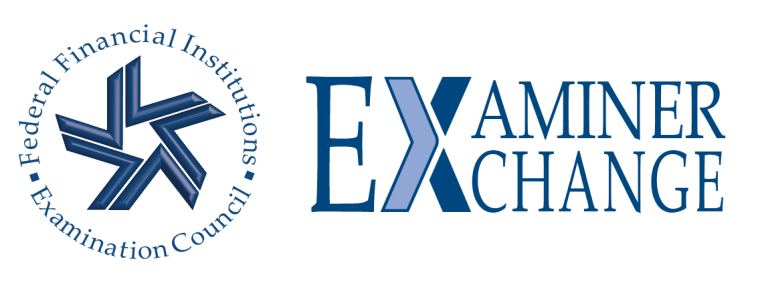 Federal Financial Institutions
Examination Council
EXAMINER
EXCHANGE